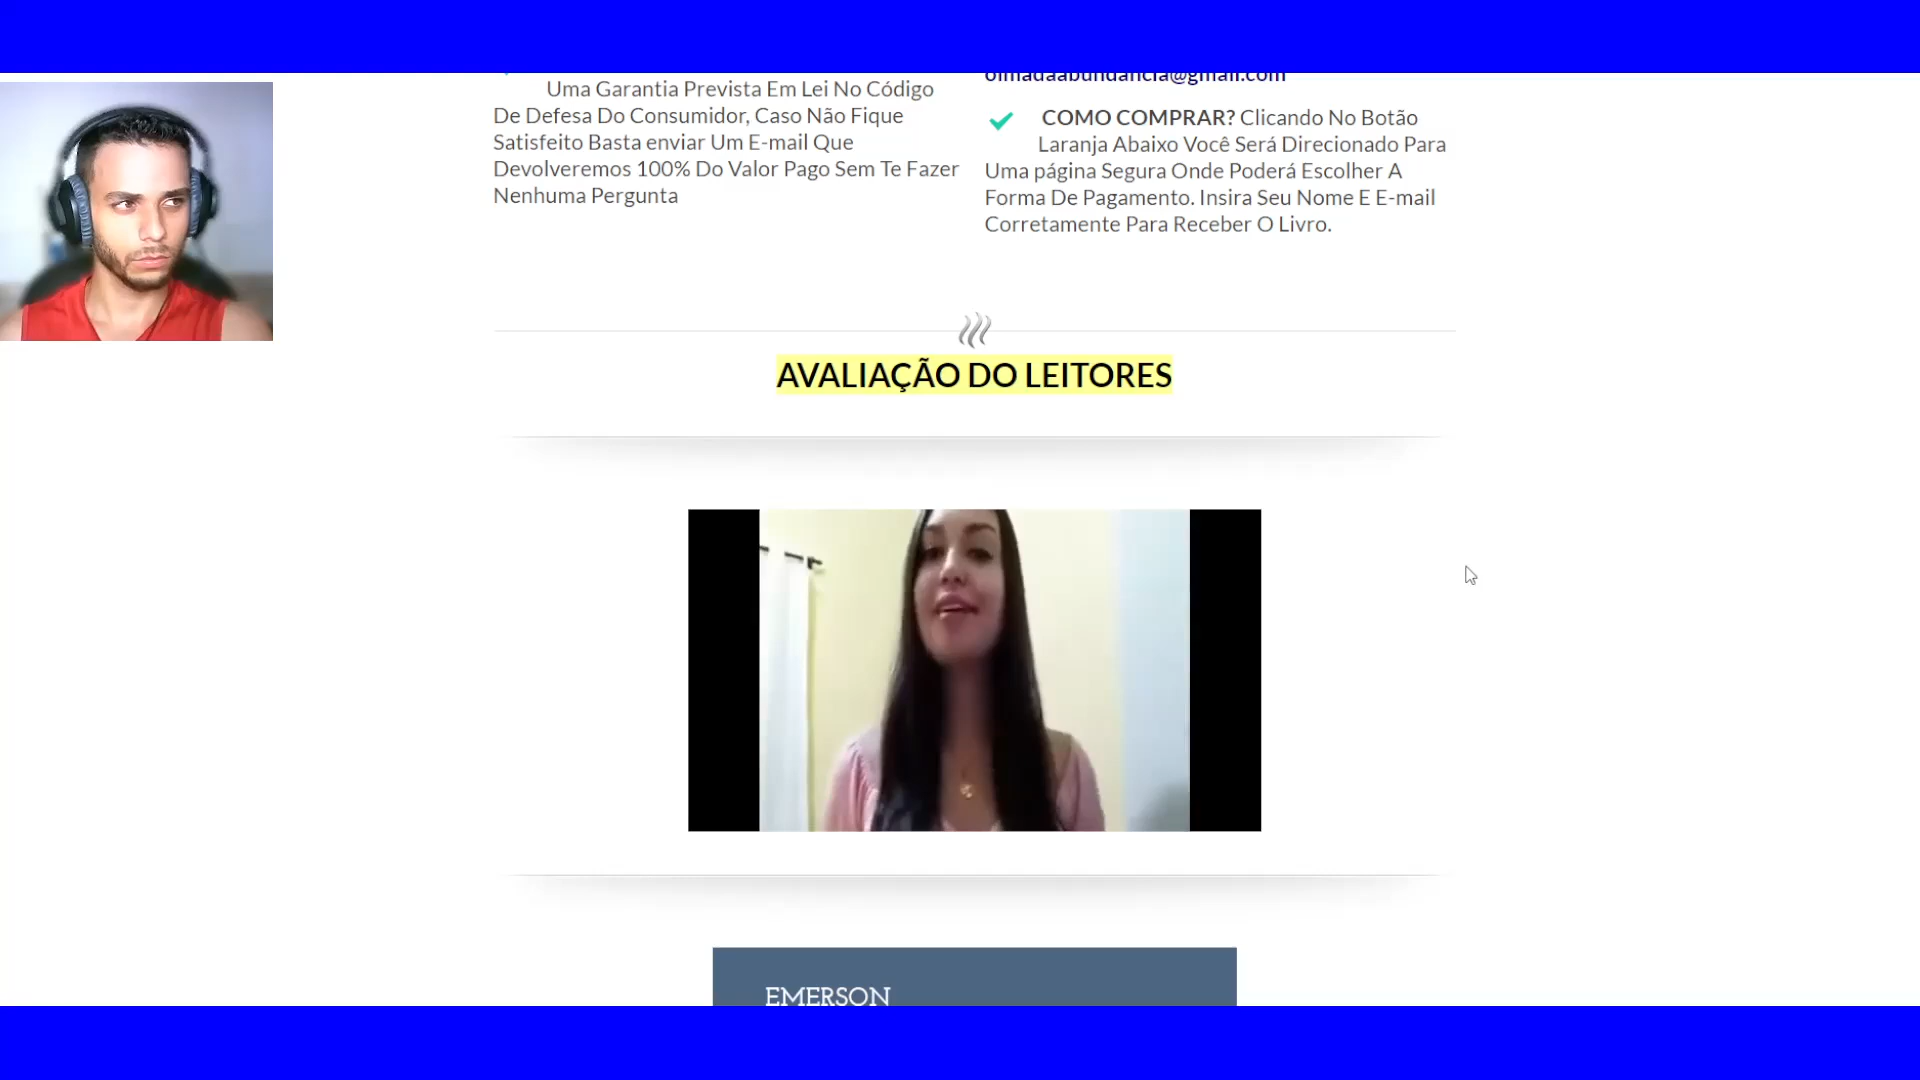 Uma Garantia Prevista Em Lei No Código
De Defesa Do Consumidor, Caso Não Fique
Satisfeito Basta enviar Um E-mail Que
Devolveremos 100% Do Valor Pago Sem Te Fazer
Nenhuma Pergunta
oimadaabundancia@gmail.com
COMO COMPRAR? Clicando No Botão
Laranja Abaixo Você Será Direcionado Para
Uma página Segura Onde Poderá Escolher A
Forma De Pagamento. Insira Seu Nome E E-mail
Corretamente Para Receber O Livro.
AVALIAÇÃO DO LEITORES
EMERSON